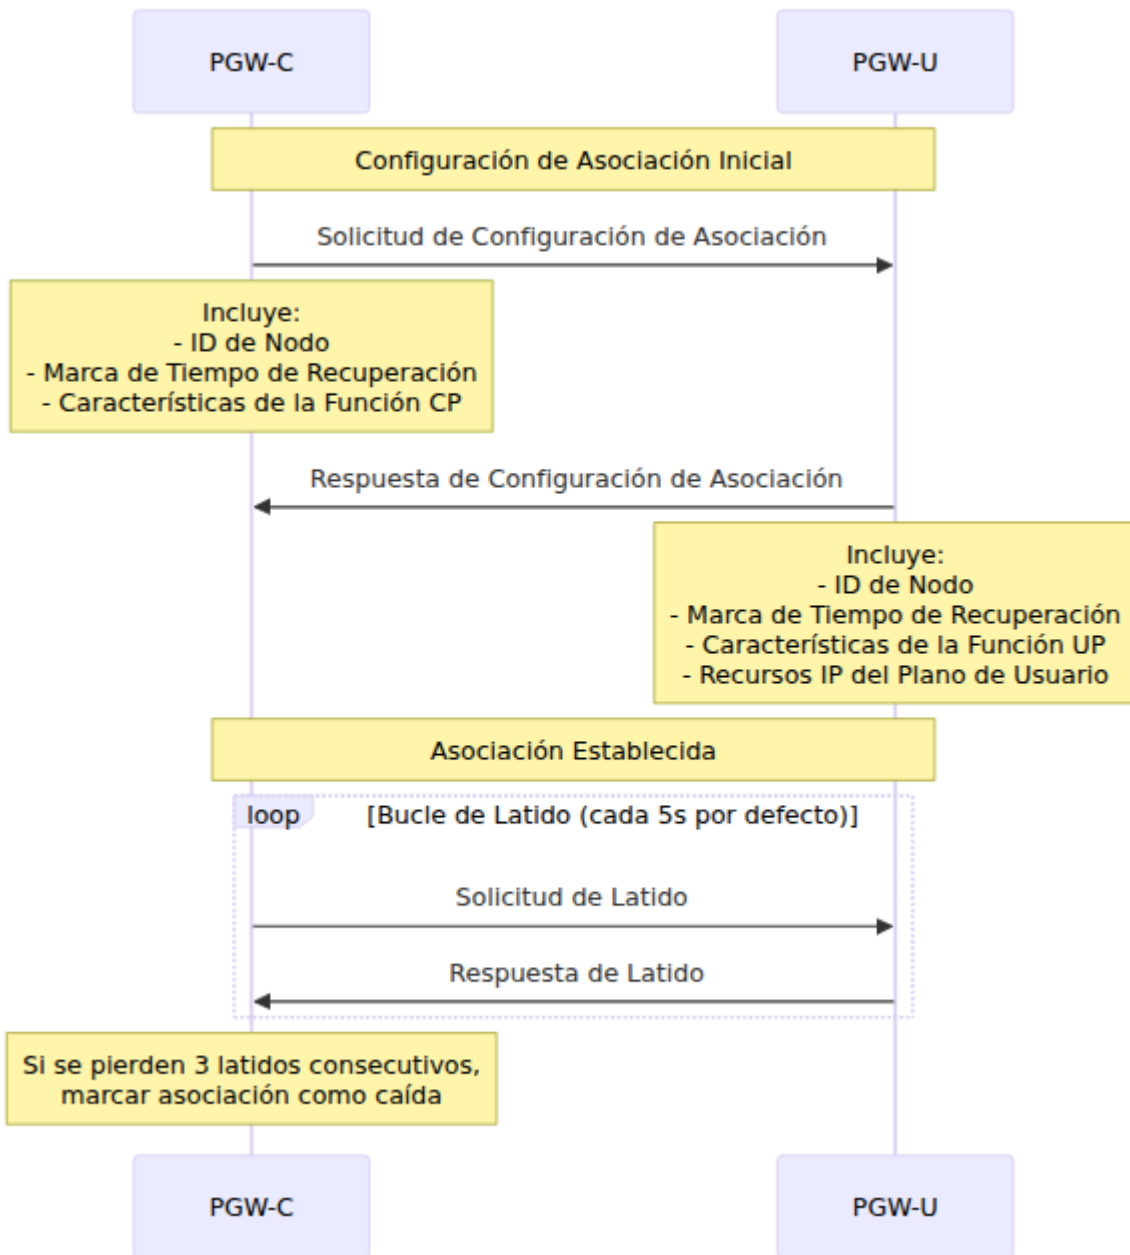 PGW-C
PGW-U
Configuración de Asociación Inicial
Solicitud de Configuración de Asociación
Incluye:
- ID de Nodo
- Marca de Tiempo de Recuperación
- Características de la Función CP
Respuesta de Configuración de Asociación
Incluye:
- ID de Nodo
- Marca de Tiempo de Recuperación
- Características de la Función UP
- Recursos IP del Plano de Usuario
Asociación Establecida
loop
[Bucle de Latido (cada 5s por defecto)]
Solicitud de Latido
Respuesta de Latido
Si se pierden 3 latidos consecutivos,
marcar asociación como caída
PGW-C
PGW-U